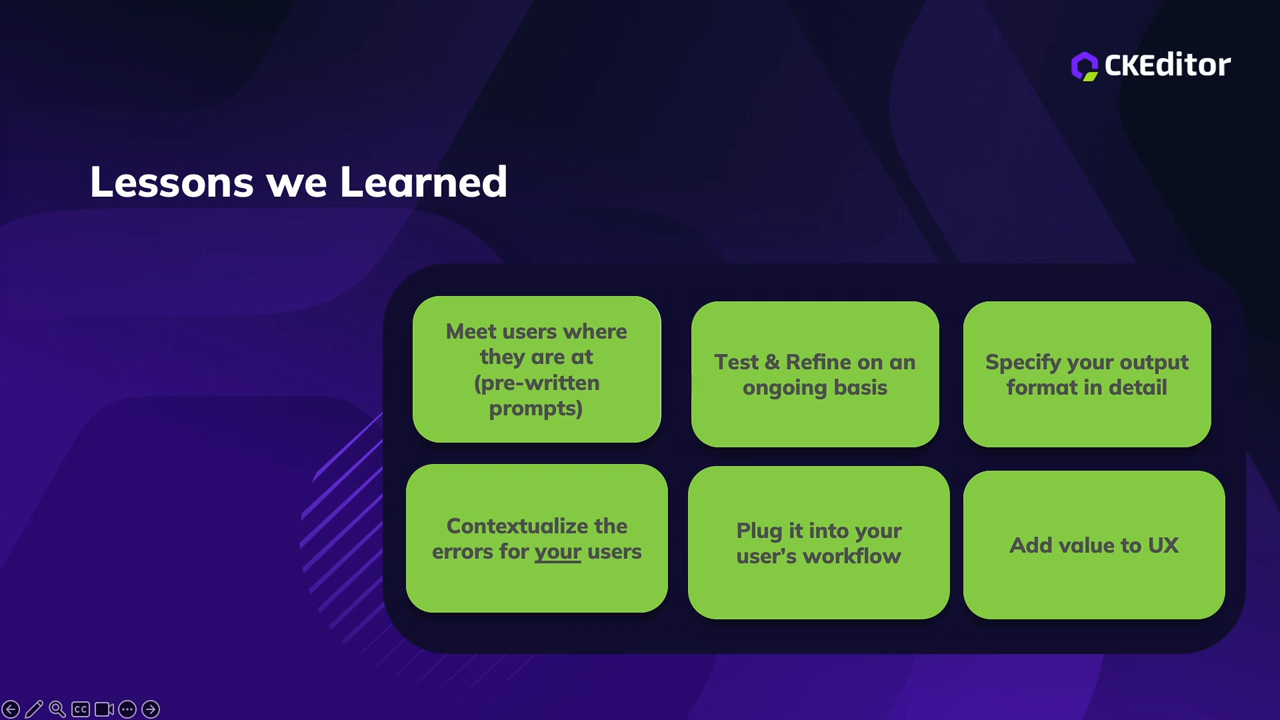 CKEditor
Lessons we Learned
Meet users where
they are at
(pre-written
prompts)
Test & Refine on an
ongoing basis
Specify your output
format in detail
Contextualize the
errors for your users
Plug it into your
user’s workflow
Add value to UX
CC